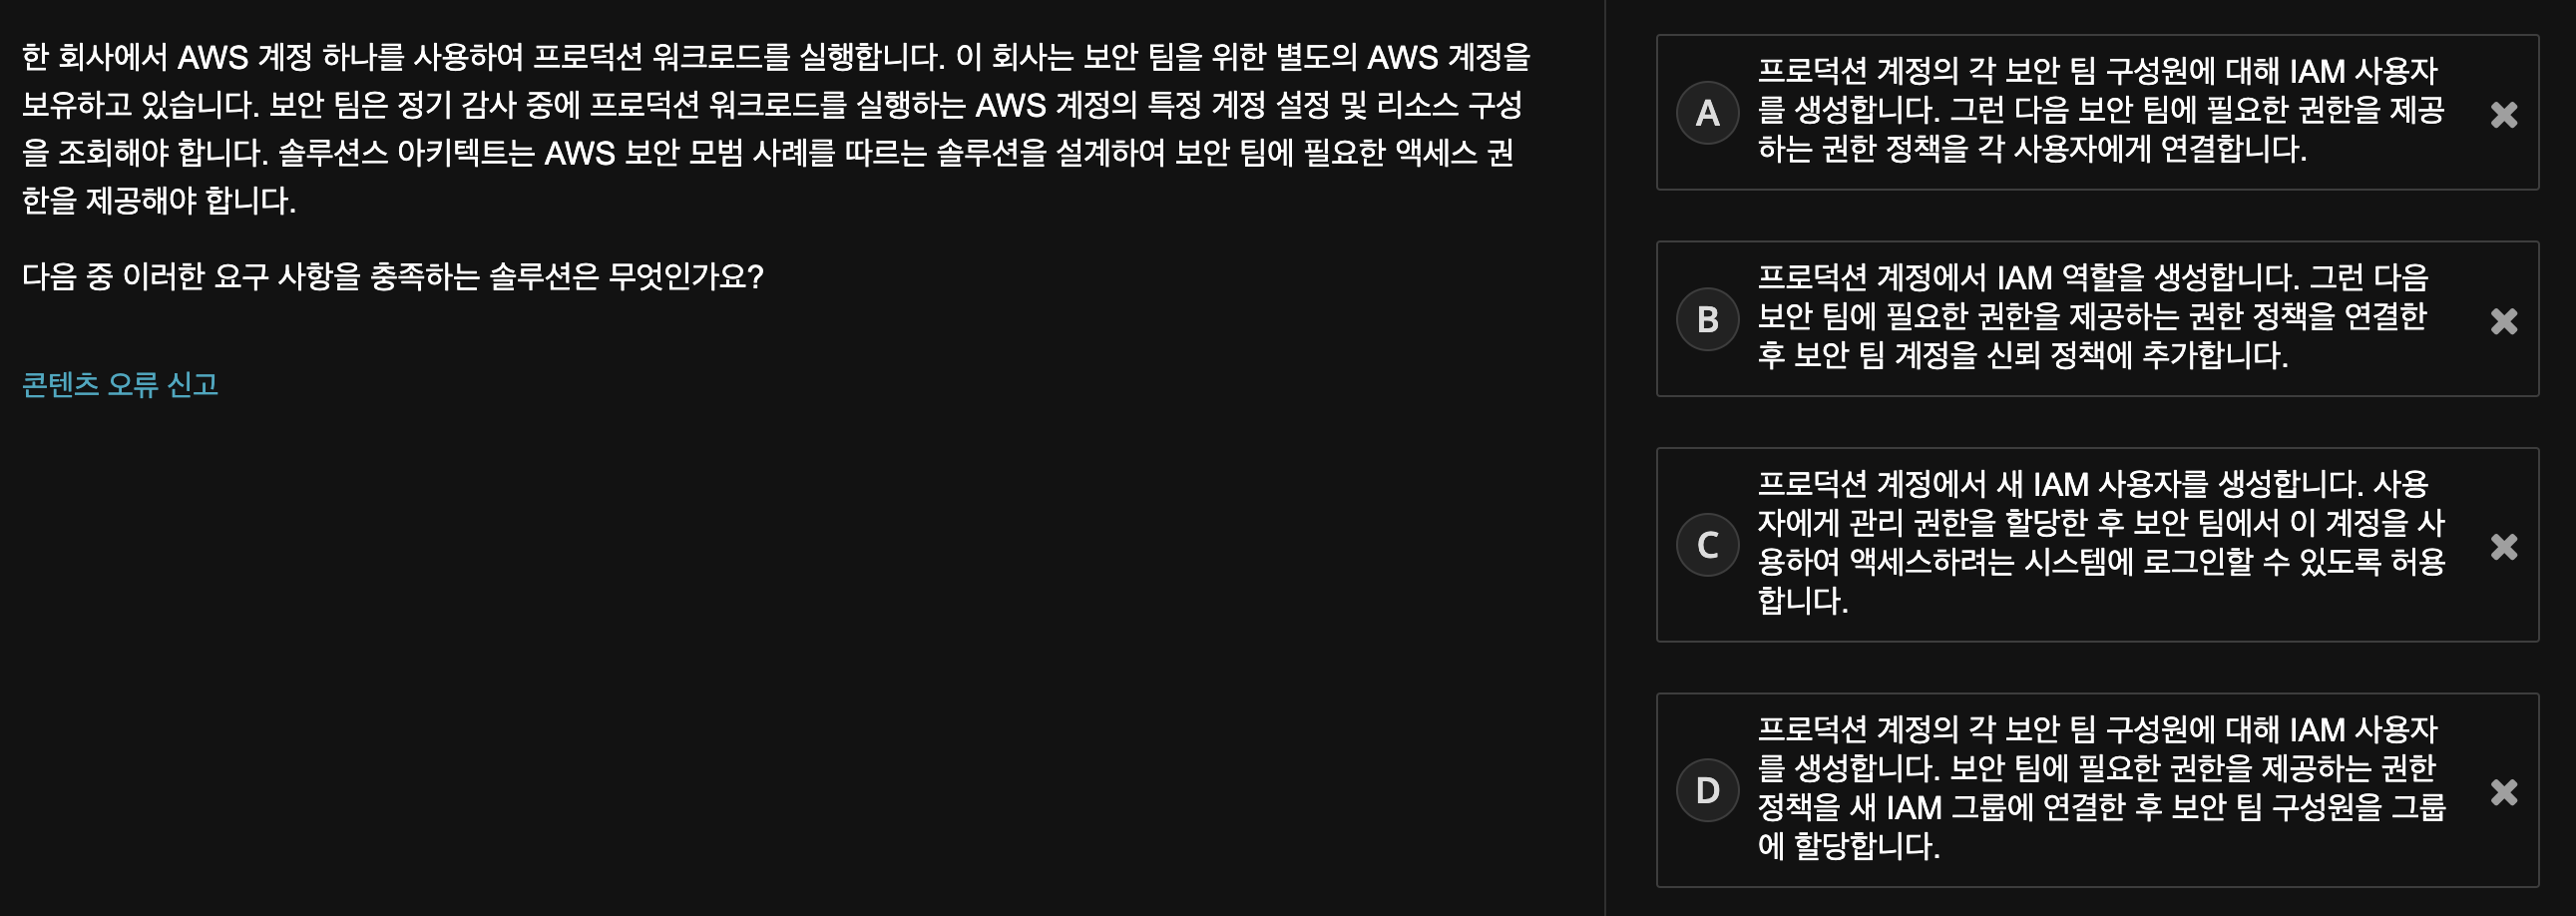 한 회사에서 AWS 계정 하나를 사용하여 프로덕션 워크로드를 실행합니다. 이 회사는 보안 팀을 위한 별도의 AWS 계정을
보유하고 있습니다. 보안 팀은 정기 감사 중에 프로덕션 워크로드를 실행하는 AWS 계정의 특정 계정 설정 및 리소스 구성
을 조회해야 합니다. 솔루션스 아키텍트는 AWS 보안 모범 사례를 따르는 솔루션을 설계하여 보안 팀에 필요한 액세스 권
한을 제공해야 합니다.
다음 중 이러한 요구 사항을 충족하는 솔루션은 무엇인가요?
콘텐츠 오류 신고
A
프로덕션 계정의 각 보안 팀 구성원에 대해 IAM 사용자
를 생성합니다. 그런 다음 보안 팀에 필요한 권한을 제공
하는 권한 정책을 각 사용자에게 연결합니다.
B
프로덕션 계정에서 IAM 역할을 생성합니다. 그런 다음
보안 팀에 필요한 권한을 제공하는 권한 정책을 연결한
후 보안 팀 계정을 신뢰 정책에 추가합니다.
C
프로덕션 계정에서 새 IAM 사용자를 생성합니다. 사용
자에게 관리 권한을 할당한 후 보안 팀에서 이 계정을 사
용하여 액세스하려는 시스템에 로그인할 수 있도록 허용
합니다.
D
프로덕션 계정의 각 보안 팀 구성원에 대해 IAM 사용자
를 생성합니다. 보안 팀에 필요한 권한을 제공하는 권한
정책을 새 IAM 그룹에 연결한 후 보안 팀 구성원을 그룹
에 할당합니다.